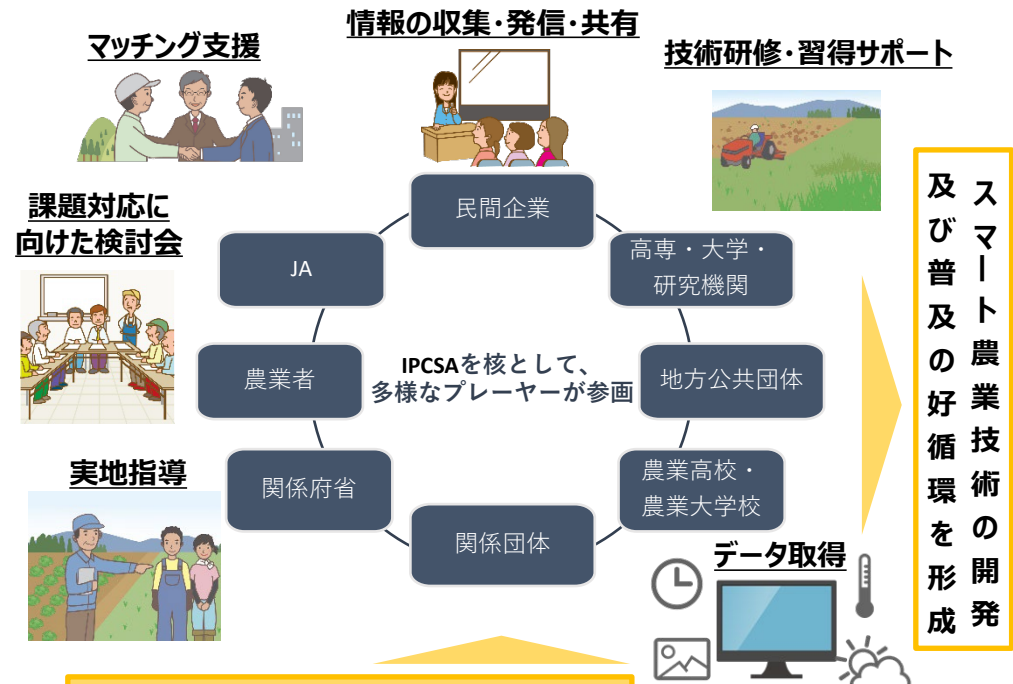 情報の収集・発信・共有
マッチング支援
技術研修・習得サポート
課題対応に
向けた検討会
民間企業
JA
高専・大学・
研究機関
農業者
IPCSAを核として、
多様なプレーヤーが参画
地方公共団体
実地指導
関係府省
農業高校・
農業大学校
関係団体
データ取得
スマート農業技術の開発
及び普及の好循環を形成